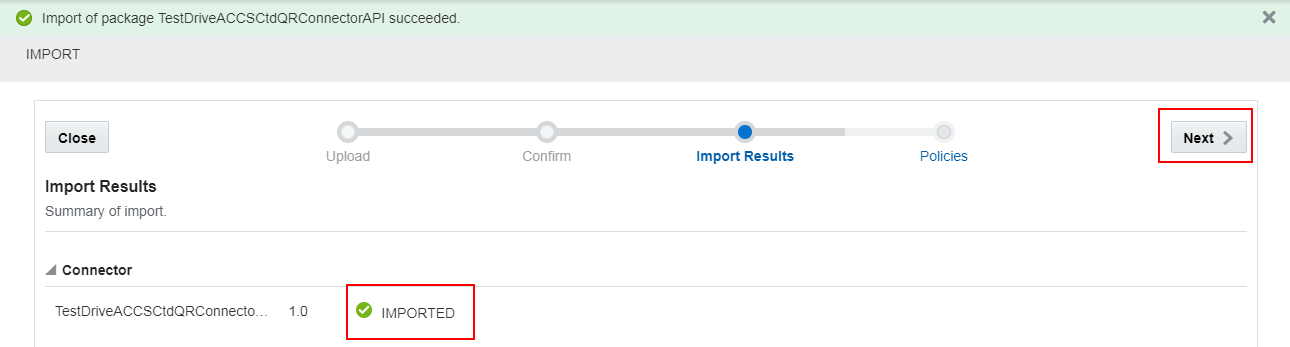 Import of package TestDriveACCSCtdQRConnectorAPI succeeded.
IMPORT
Close
Upload
Confirm
Import Results
Policies
Next
Import Results
Summary of import.
Connector
TestDriveACCSCtdQRConnecto… 1.0 IMPORTED